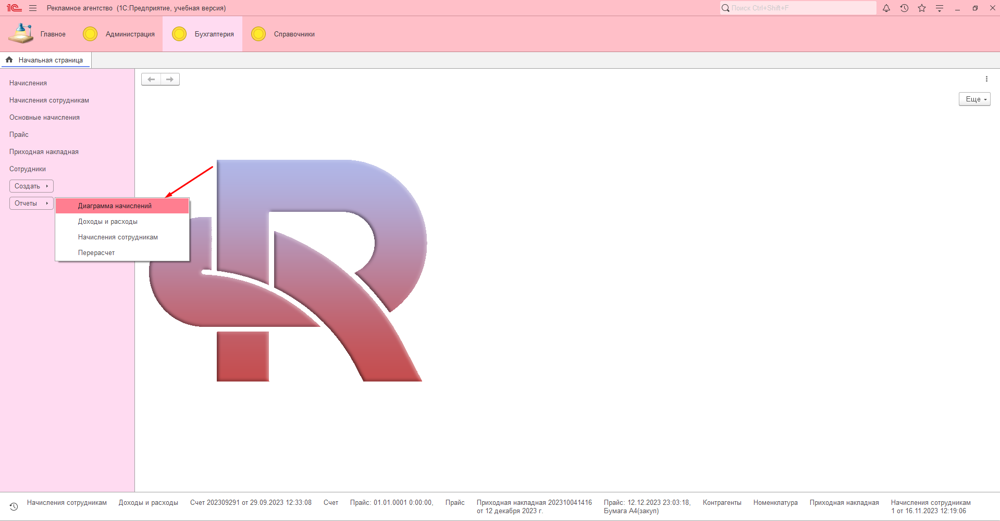 1С Рекламное агентство (1С:Предприятие, учебная версия)
Поиск Ctrl+Shift+F
Главное
Администрация
Бухгалтерия
Справочники
Начальная страница
Начисления
Начисления сотрудникам
Основные начисления
Прайс
Приходная накладная
Сотрудники
Создать
Отчеты
Диаграмма начислений
Доходы и расходы
Начисления сотрудникам
Перерасчет
Еще
Начисления сотрудникам
Доходы и расходы
Счет 202309291 от 29.09.2023 12:33:08
Счет
Прайс: 01.01.0001 0:00:00,
Прайс
Приходная накладная 202310041416
от 12 декабря 2023 г.
Прайс: 12.12.2023 23:03:18,
Бумага А4(закуп)
Контрагенты
Номенклатура
Приходная накладная
Начисления сотрудникам
1 от 16.11.2023 12:19:06